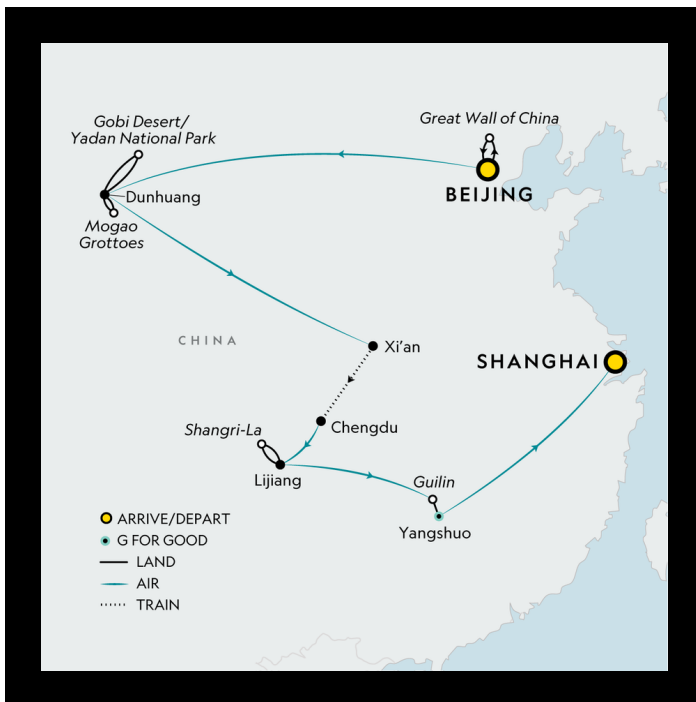 Gobi Desert/
Yadan National Park
Great Wall of China
BEIJING
Dunhuang
Mogao
Grottoes
CHINA
Xi'an
SHANGHAI
Chengdu
Shangri-La
Lijiang
Guilin
Yangshuo
ARRIVE/DEPART
G FOR GOOD
LAND
AIR
TRAIN